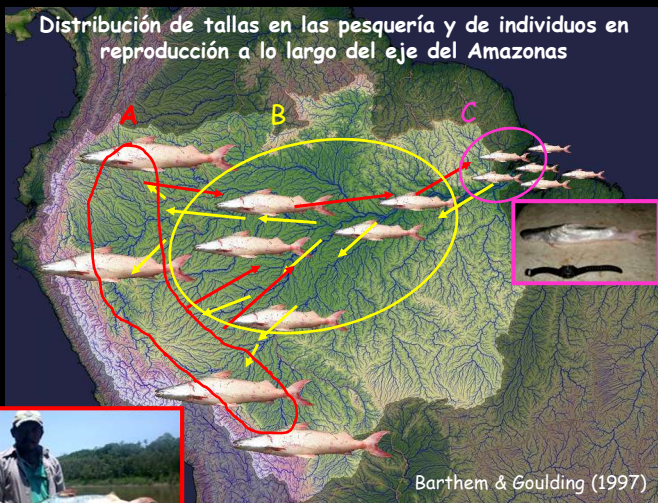 Distribución de tallas en las pesquería y de individuos en
reproducción a lo largo del eje del Amazonas
A
B
C
Barthem & Goulding (1997)